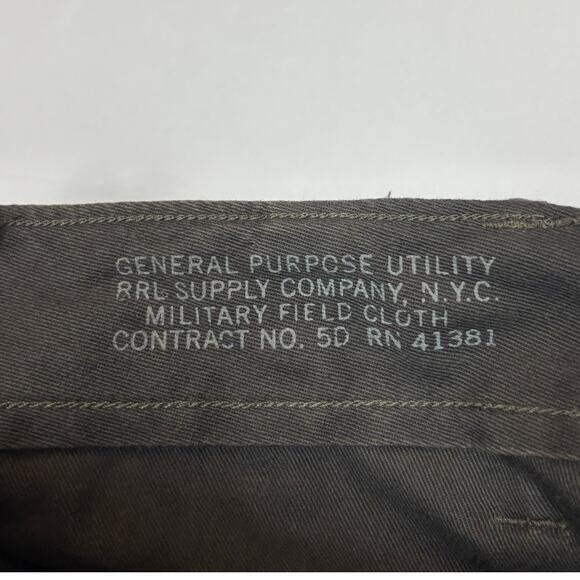 GENERAL PURPOSE UTILITY
RRL SUPPLY COMPANY, N.Y.C.
MILITARY FIELD CLOTH
CONTRACT NO. 5D RN 41381